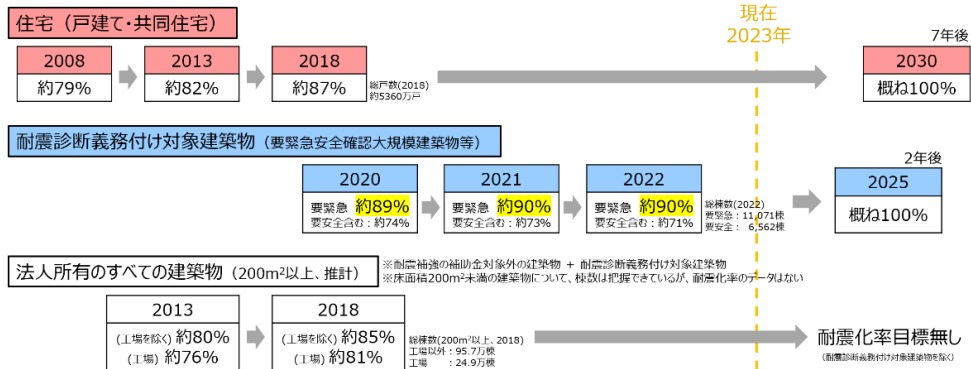 住宅（戸建て・共同住宅）
現在
2023年
7年後
2008
約79%
2013
約82%
2018
約87%
総戸数(2018)
約5360万戸
2030
概ね100%
耐震診断義務付け対象建築物（要緊急安全確認大規模建築物等）
2年後
2020
要緊急 約89%
要安全含む：約74%
2021
要緊急 約90%
要安全含む：約73%
2022
要緊急 約90%
要安全含む：約71%
総棟数(2022)
要緊急：11,071棟
要安全： 6,562棟
2025
概ね100%
法人所有のすべての建築物（200m²以上、推計）
※耐震補強の補助金対象外の建築物 + 耐震診断義務付け対象建築物
※床面積200m²未満の建築物について、棟数は把握できているが、耐震化率のデータはない
2013
(工場を除く) 約80%
(工場) 約76%
2018
(工場を除く) 約85%
(工場) 約81%
総棟数(200m²以上、2018)
工場以外：95.7万棟
工場　　：24.9万棟
耐震化率目標無し
(耐震診断義務付け対象建築物を除く)